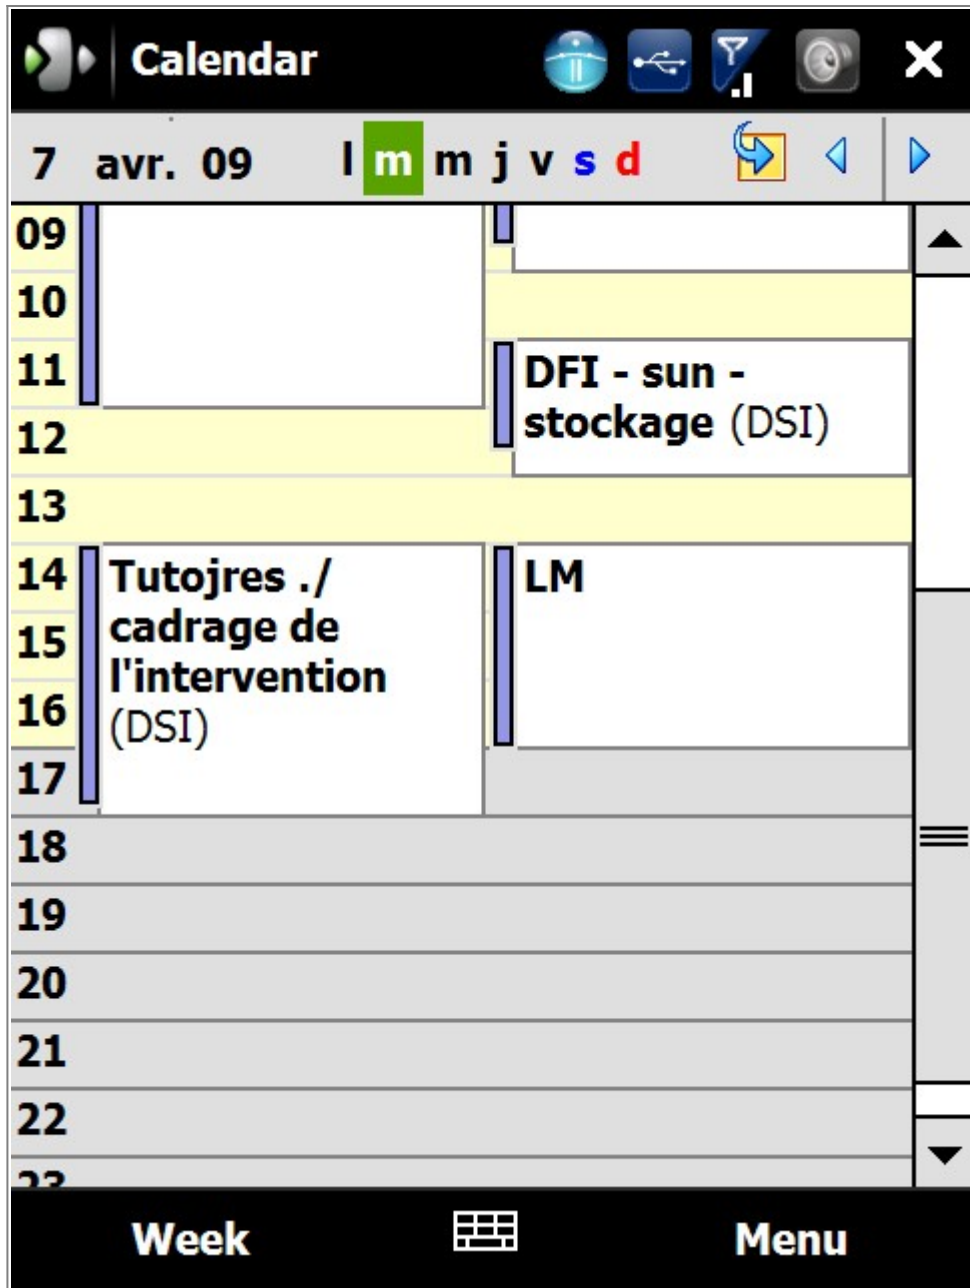 Calendar
7 avr. 09 l m m j v s d
09
10
11
DFI - sun -
stockage (DSI)
12
13
14
Tutojres ./
cadrage de
l'intervention
(DSI)
LM
15
16
17
18
19
20
21
22
23
Week
Menu